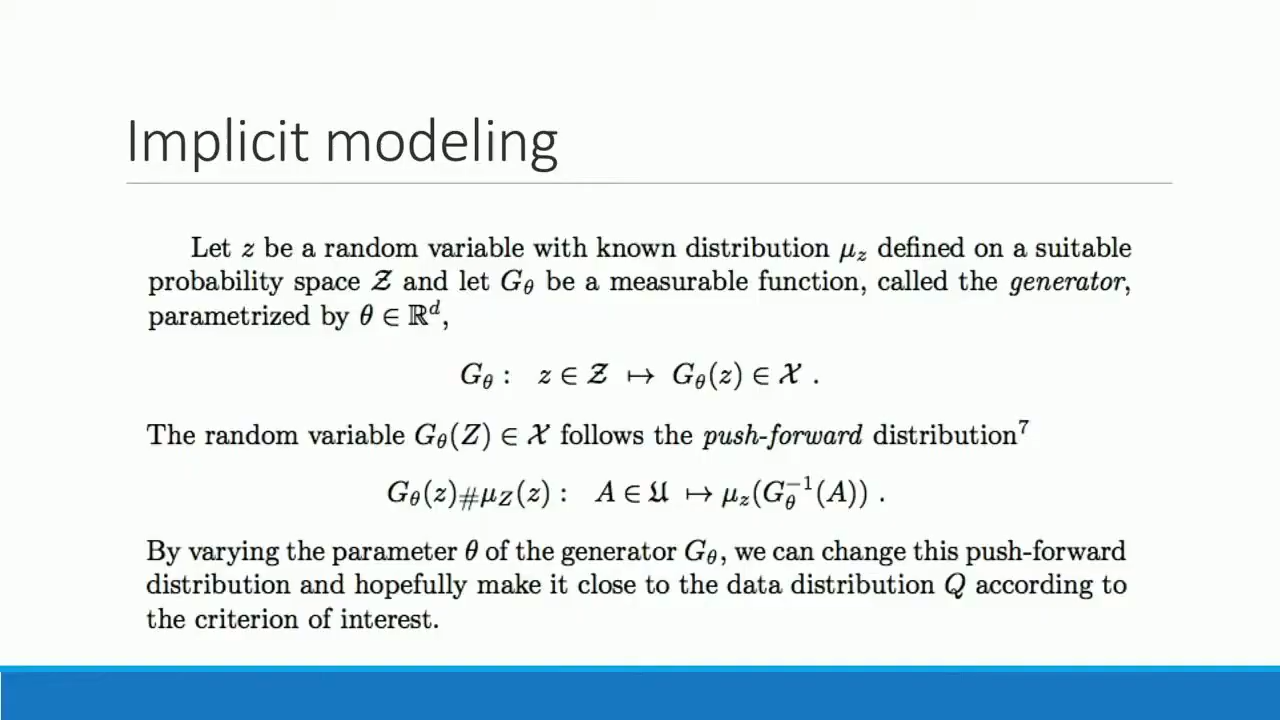 Implicit modeling
Let z be a random variable with known distribution μ_z defined on a suitable
probability space 𝒵 and let G_θ be a measurable function, called the generator,
parametrized by θ ∈ ℝ^d,
G_θ : z ∈ 𝒵 ↦ G_θ(z) ∈ 𝒳 .
The random variable G_θ(Z) ∈ 𝒳 follows the push-forward distribution^7
G_θ(z)_#μ_Z(z) : A ∈ 𝔘 ↦ μ_z(G_θ^{-1}(A)) .
By varying the parameter θ of the generator G_θ, we can change this push-forward
distribution and hopefully make it close to the data distribution Q according to
the criterion of interest.